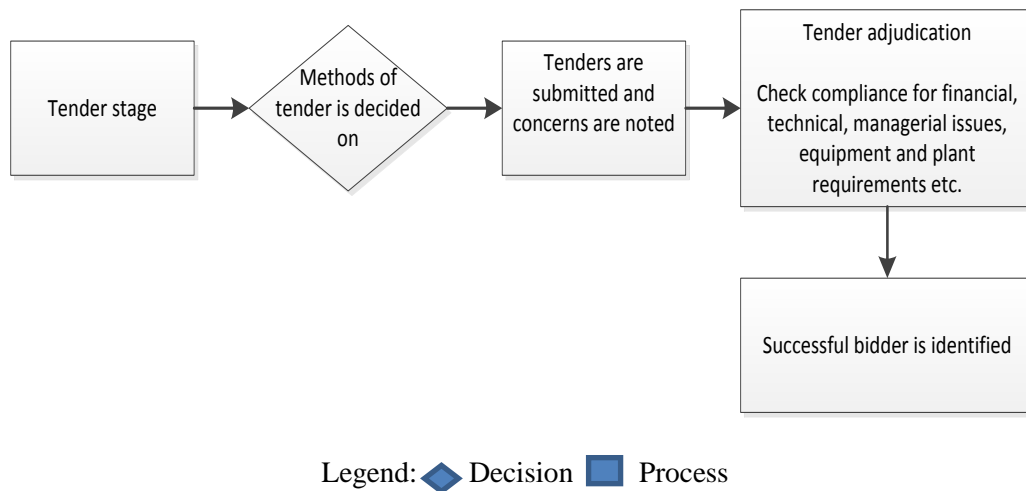 Tender stage
Methods of
tender is decided
on
Tenders are
submitted and
concerns are noted
Tender adjudication
Check compliance for financial,
technical, managerial issues,
equipment and plant
requirements etc.
Successful bidder is identified
Legend: Decision Process